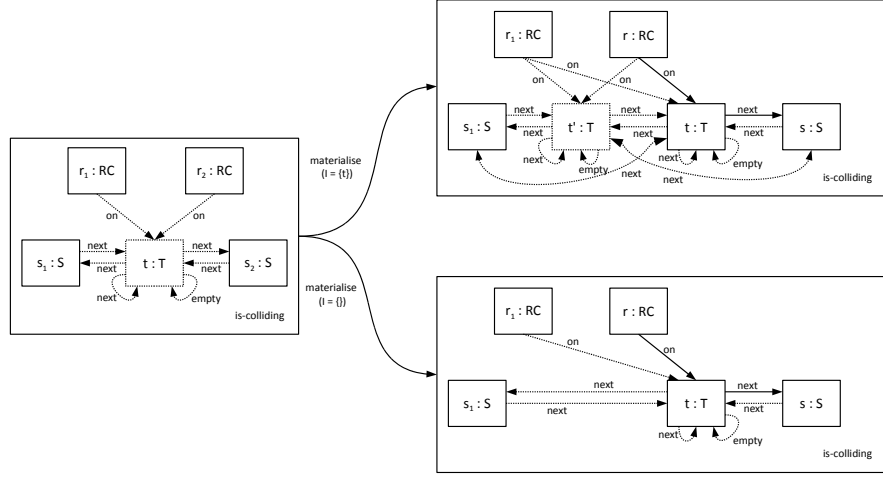 r1 : RC
r : RC
on
on
on
on
s1 : S
next
next
t' : T
next
next
t : T
next
next
s : S
next
empty
next
empty
next
next
is-colliding
materialise
(I = {t})
r1 : RC
r2 : RC
on
on
s1 : S
next
next
t : T
next
next
s2 : S
next
empty
is-colliding
materialise
(I = {})
r1 : RC
r : RC
on
on
s1 : S
next
next
t : T
next
next
s : S
next
empty
is-colliding